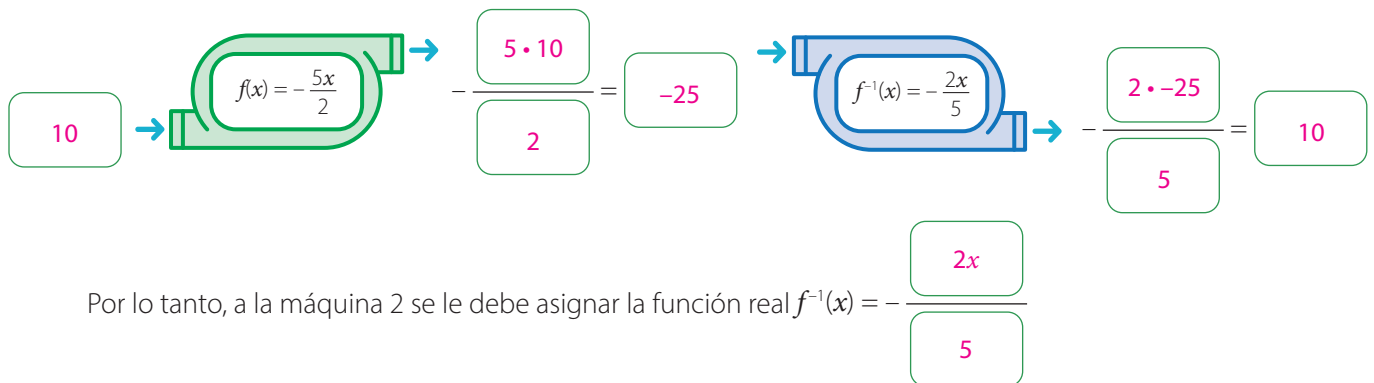 10
f(x) = – 5x/2
– 5 • 10 / 2 = –25
f⁻¹(x) = – 2x/5
– 2 • –25 / 5 = 10
Por lo tanto, a la máquina 2 se le debe asignar la función real f⁻¹(x) = – 2x / 5